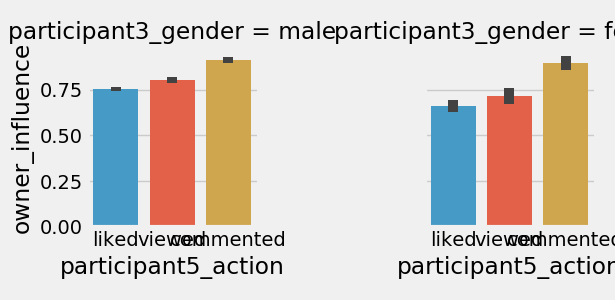 participant3_gender = male
participant3_gender = fe
owner_influence
0.75
0.50
0.25
0.00
liked viewed commented
liked viewed commented
participant5_action
participant5_action